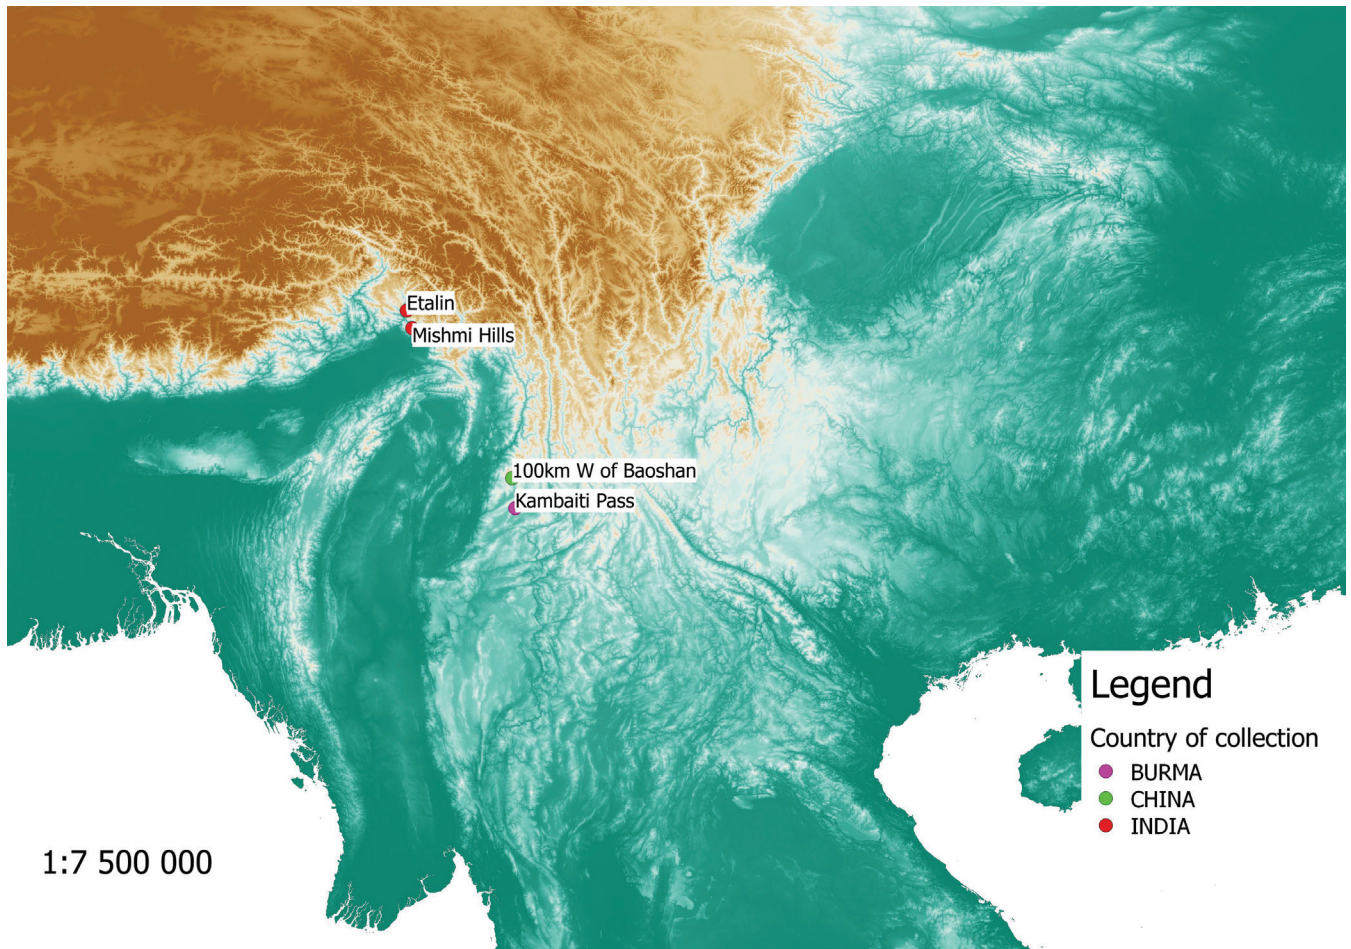 Etalin
Mishmi Hills
100km W of Baoshan
Kambaiti Pass
Legend
Country of collection
BURMA
CHINA
INDIA
1:7 500 000